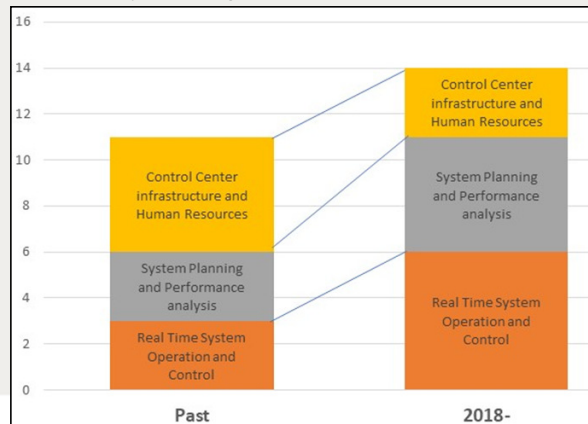 16
14
12
10
8
6
4
2
0
Control Center
infrastructure and
Human Resources
System Planning
and Performance
analysis
Real Time System
Operation and
Control
Past
Control Center
infrastructure and
Human Resources
System Planning
and Performance
analysis
Real Time System
Operation and
Control
2018-